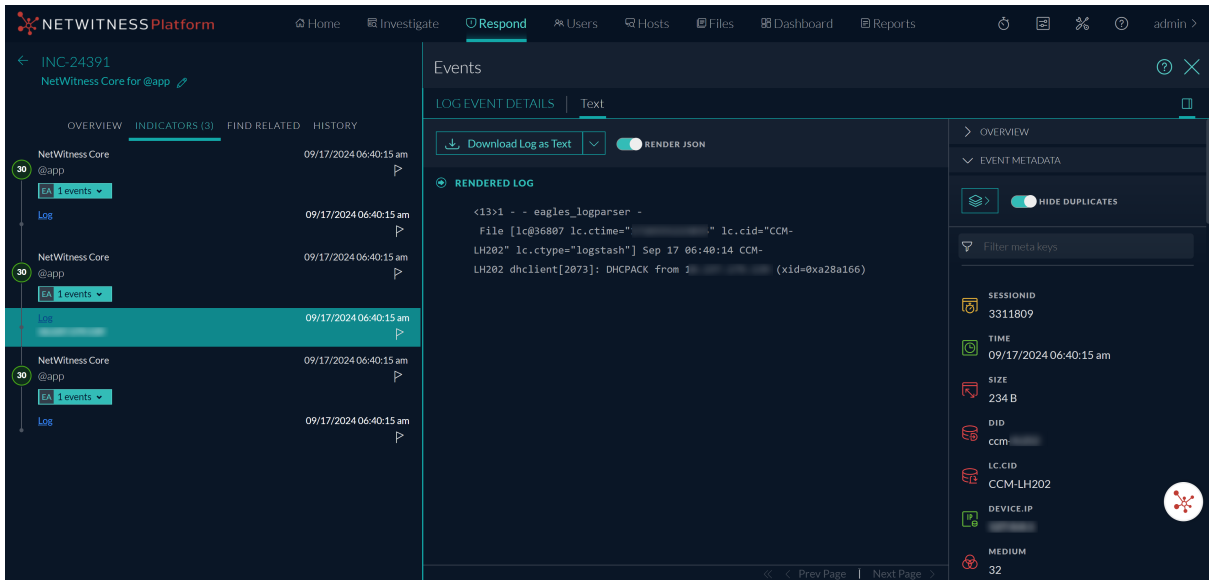 NETWITNESS Platform
Home
Investigate
Respond
Users
Hosts
Files
Dashboard
Reports
admin >
INC-24391
NetWitness Core for @app
OVERVIEW
INDICATORS (3)
FIND RELATED
HISTORY
NetWitness Core
09/17/2024 06:40:15 am
30
@app
EA 1 events
Log
09/17/2024 06:40:15 am
NetWitness Core
09/17/2024 06:40:15 am
30
@app
EA 1 events
Log
09/17/2024 06:40:15 am
NetWitness Core
09/17/2024 06:40:15 am
30
@app
EA 1 events
Log
09/17/2024 06:40:15 am
Events
LOG EVENT DETAILS
Text
Download Log as Text
RENDER JSON
RENDERED LOG
<13>1 - - eagles_logparser -
File [lc@36807 lc.ctime=" " lc.cid="CCM-
LH202" lc.ctype="logstash"] Sep 17 06:40:14 CCM-
LH202 dhclient[2073]: DHCPACK from 1 (xid=0xa28a166)
<< < Prev Page | Next Page >
OVERVIEW
EVENT METADATA
HIDE DUPLICATES
Filter meta keys
SESSIONID
3311809
TIME
09/17/2024 06:40:15 am
SIZE
234 B
DID
ccm-
LC.CID
CCM-LH202
DEVICE.IP
MEDIUM
32